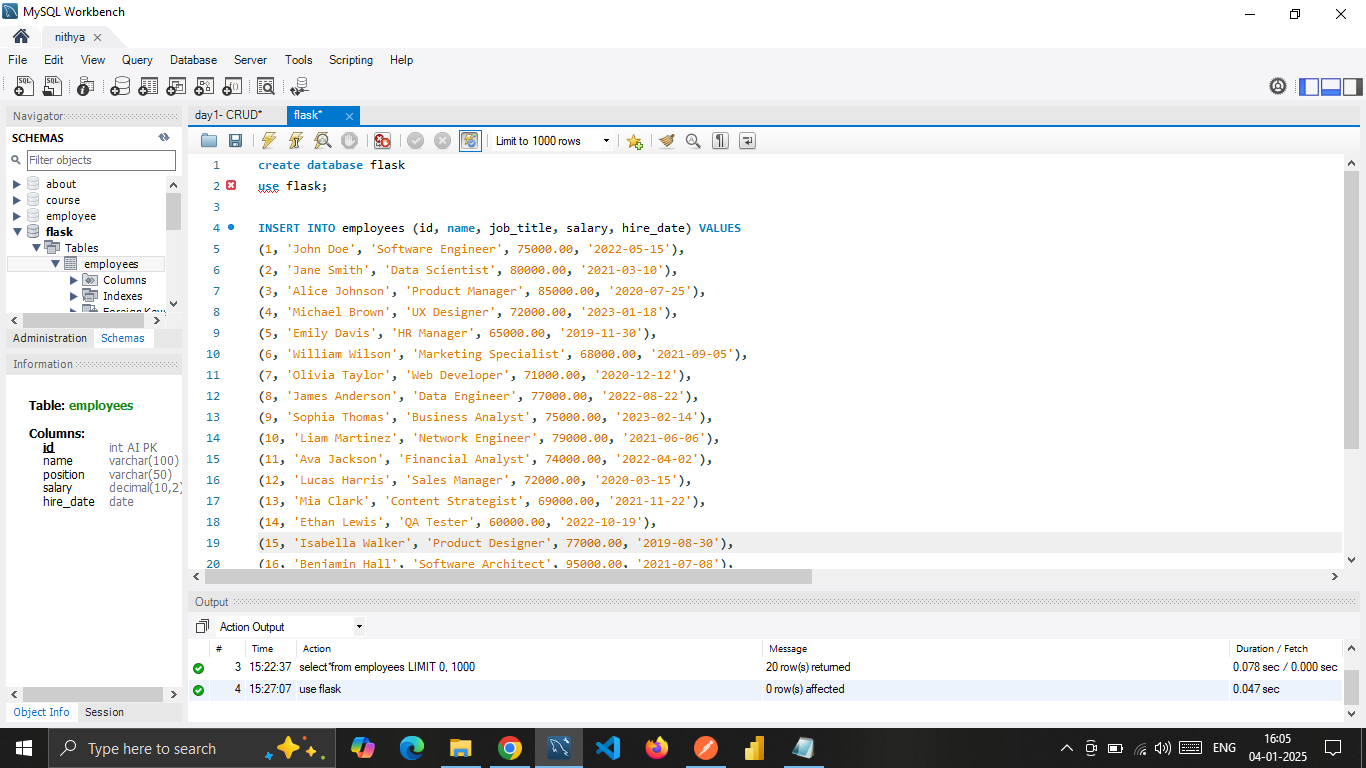 MySQL Workbench
nithya
File Edit View Query Database Server Tools Scripting Help
Navigator
SCHEMAS
Filter objects
about
course
employee
flask
Tables
employees
Columns
Indexes
Administration Schemas
Information
Table: employees
Columns:
id int AI PK
name varchar(100)
position varchar(50)
salary decimal(10,2)
hire_date date
Object Info Session
day1- CRUD* flask*
Limit to 1000 rows
1 create database flask
2 use flask;
3
4 INSERT INTO employees (id, name, job_title, salary, hire_date) VALUES
5 (1, 'John Doe', 'Software Engineer', 75000.00, '2022-05-15'),
6 (2, 'Jane Smith', 'Data Scientist', 80000.00, '2021-03-10'),
7 (3, 'Alice Johnson', 'Product Manager', 85000.00, '2020-07-25'),
8 (4, 'Michael Brown', 'UX Designer', 72000.00, '2023-01-18'),
9 (5, 'Emily Davis', 'HR Manager', 65000.00, '2019-11-30'),
10 (6, 'William Wilson', 'Marketing Specialist', 68000.00, '2021-09-05'),
11 (7, 'Olivia Taylor', 'Web Developer', 71000.00, '2020-12-12'),
12 (8, 'James Anderson', 'Data Engineer', 77000.00, '2022-08-22'),
13 (9, 'Sophia Thomas', 'Business Analyst', 75000.00, '2023-02-14'),
14 (10, 'Liam Martinez', 'Network Engineer', 79000.00, '2021-06-06'),
15 (11, 'Ava Jackson', 'Financial Analyst', 74000.00, '2022-04-02'),
16 (12, 'Lucas Harris', 'Sales Manager', 72000.00, '2020-03-15'),
17 (13, 'Mia Clark', 'Content Strategist', 69000.00, '2021-11-22'),
18 (14, 'Ethan Lewis', 'QA Tester', 60000.00, '2022-10-19'),
19 (15, 'Isabella Walker', 'Product Designer', 77000.00, '2019-08-30'),
20 (16, 'Benjamin Hall', 'Software Architect', 95000.00, '2021-07-08'),
Output
Action Output
# Time Action Message Duration / Fetch
3 15:22:37 select*from employees LIMIT 0, 1000 20 row(s) returned 0.078 sec / 0.000 sec
4 15:27:07 use flask 0 row(s) affected 0.047 sec
Type here to search
ENG
16:05
04-01-2025